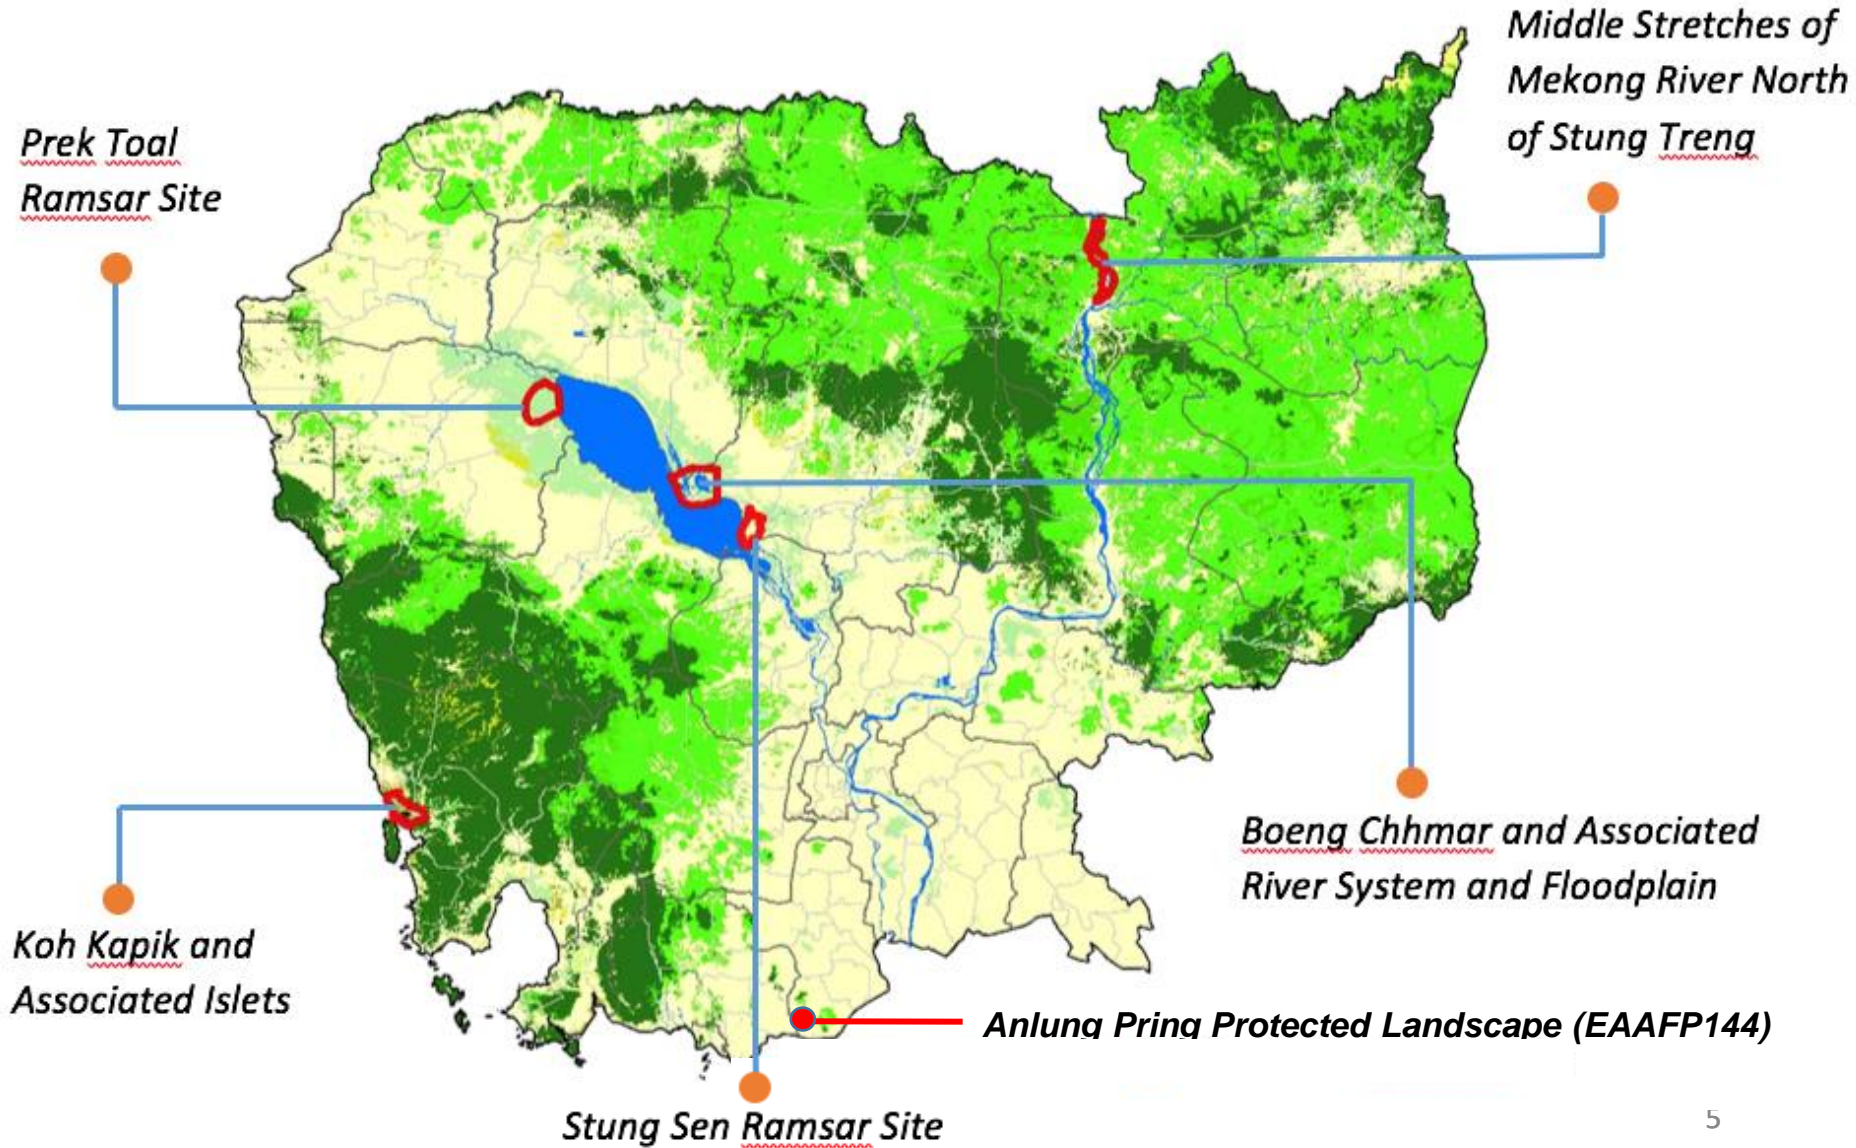 Middle Stretches of
Mekong River North
of Stung Treng
Prek Toal
Ramsar Site
Boeng Chhmar and Associated
River System and Floodplain
Koh Kapik and
Associated Islets
Anlung Pring Protected Landscape (EAAFP144)
Stung Sen Ramsar Site
5